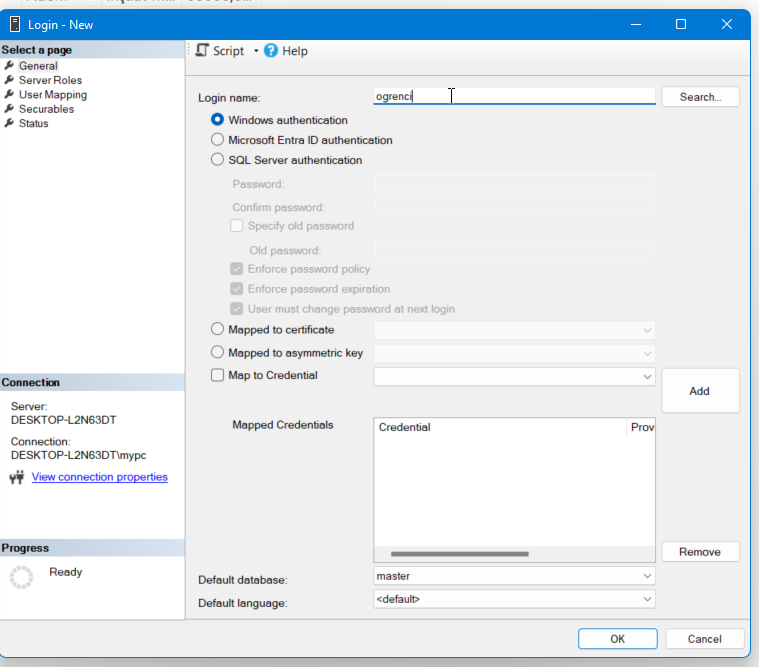 Login - New
Select a page
General
Server Roles
User Mapping
Securables
Status
Script
Help
Login name:
ogrenci
Search...
Windows authentication
Microsoft Entra ID authentication
SQL Server authentication
Password:
Confirm password:
Specify old password
Old password:
Enforce password policy
Enforce password expiration
User must change password at next login
Mapped to certificate
Mapped to asymmetric key
Map to Credential
Add
Mapped Credentials
Credential
Prov
Remove
Default database:
master
Default language:
<default>
Connection
Server:
DESKTOP-L2N63DT
Connection:
DESKTOP-L2N63DT\mypc
View connection properties
Progress
Ready
OK
Cancel